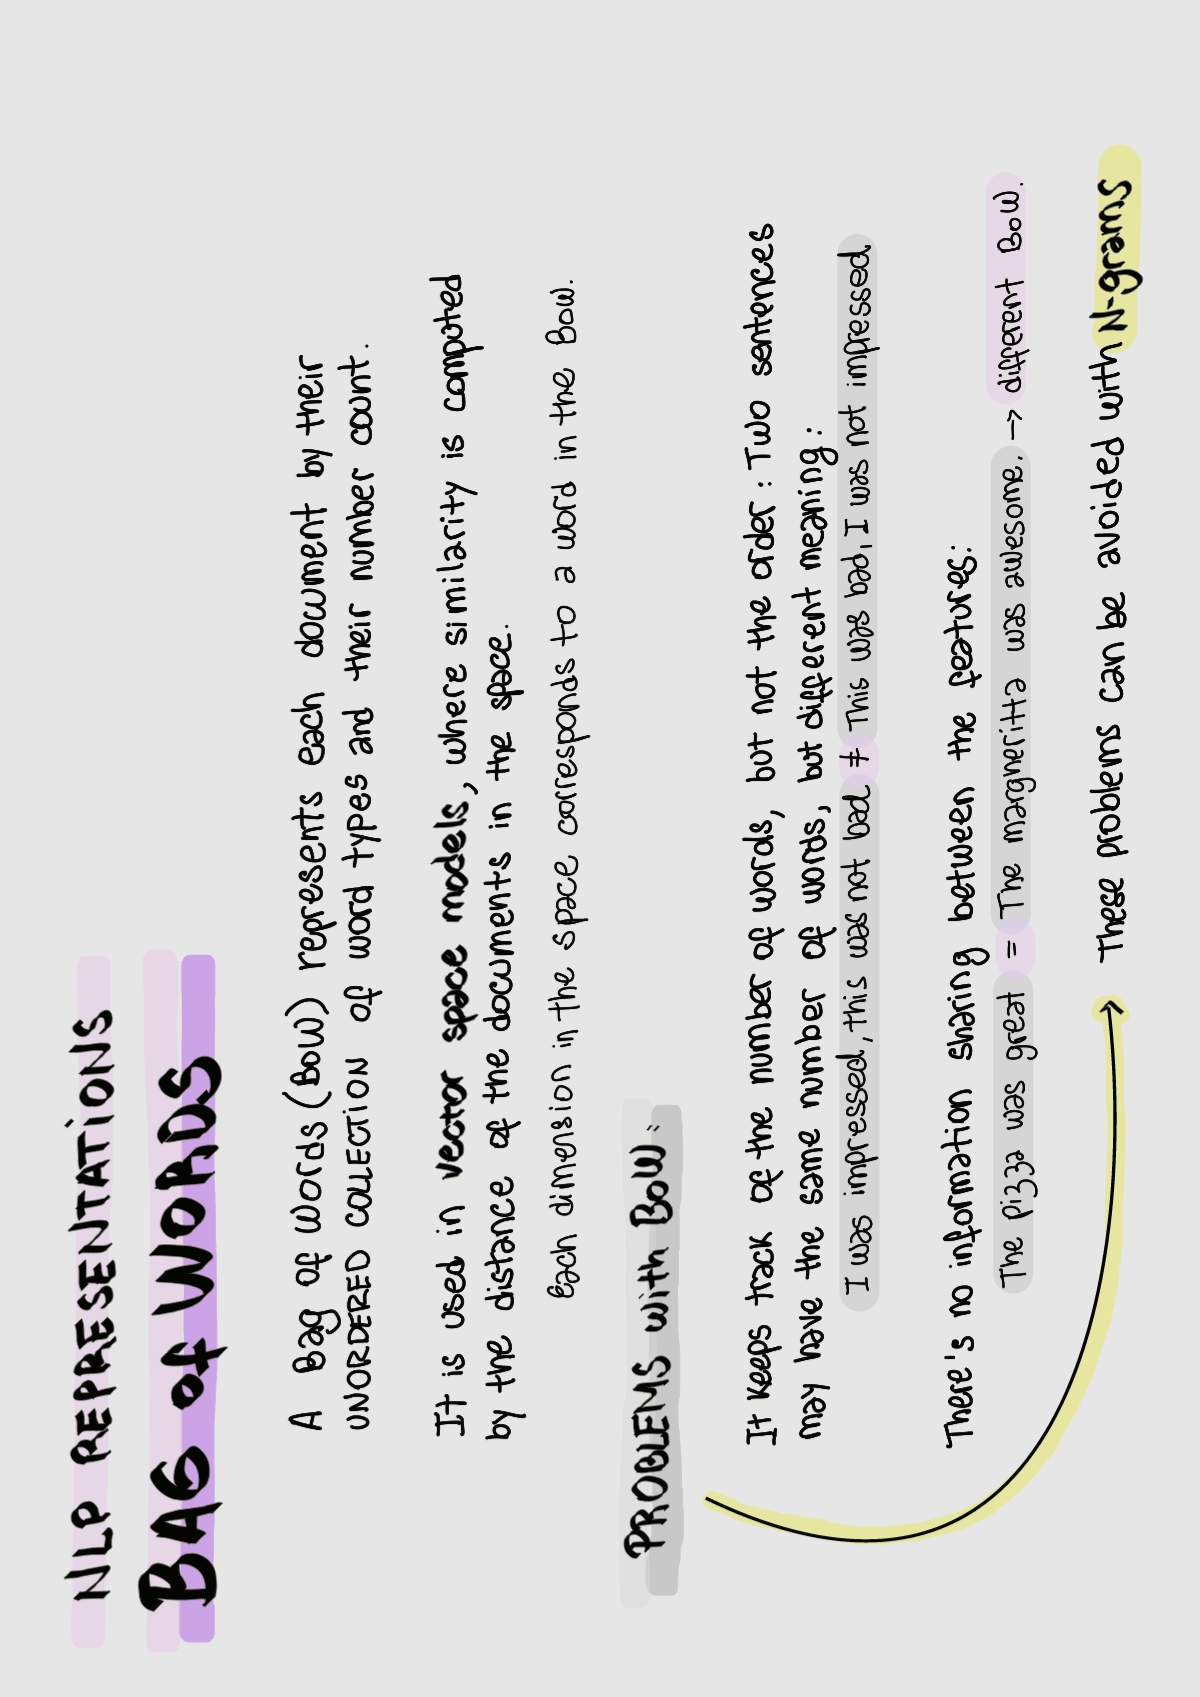 NLP REPRESENTATIONS
BAG of WORDS
A Bag of Words (BoW) represents each document by their
UNORDERED COLLECTION of word types and their number count.
It is used in vector space models, where similarity is computed
by the distance of the documents in the space.
Each dimension in the space corresponds to a word in the BoW.
PROBLEMS with BoW:
It keeps track of the number of words, but not the order: Two sentences
may have the same number of words, but different meaning:
I was impressed, this was not bad ≠ This was bad, I was not impressed
There's no information sharing between the features:
The pizza was great = The margneritta was awesome. → different BoW.
These problems can be avoided with N-grams